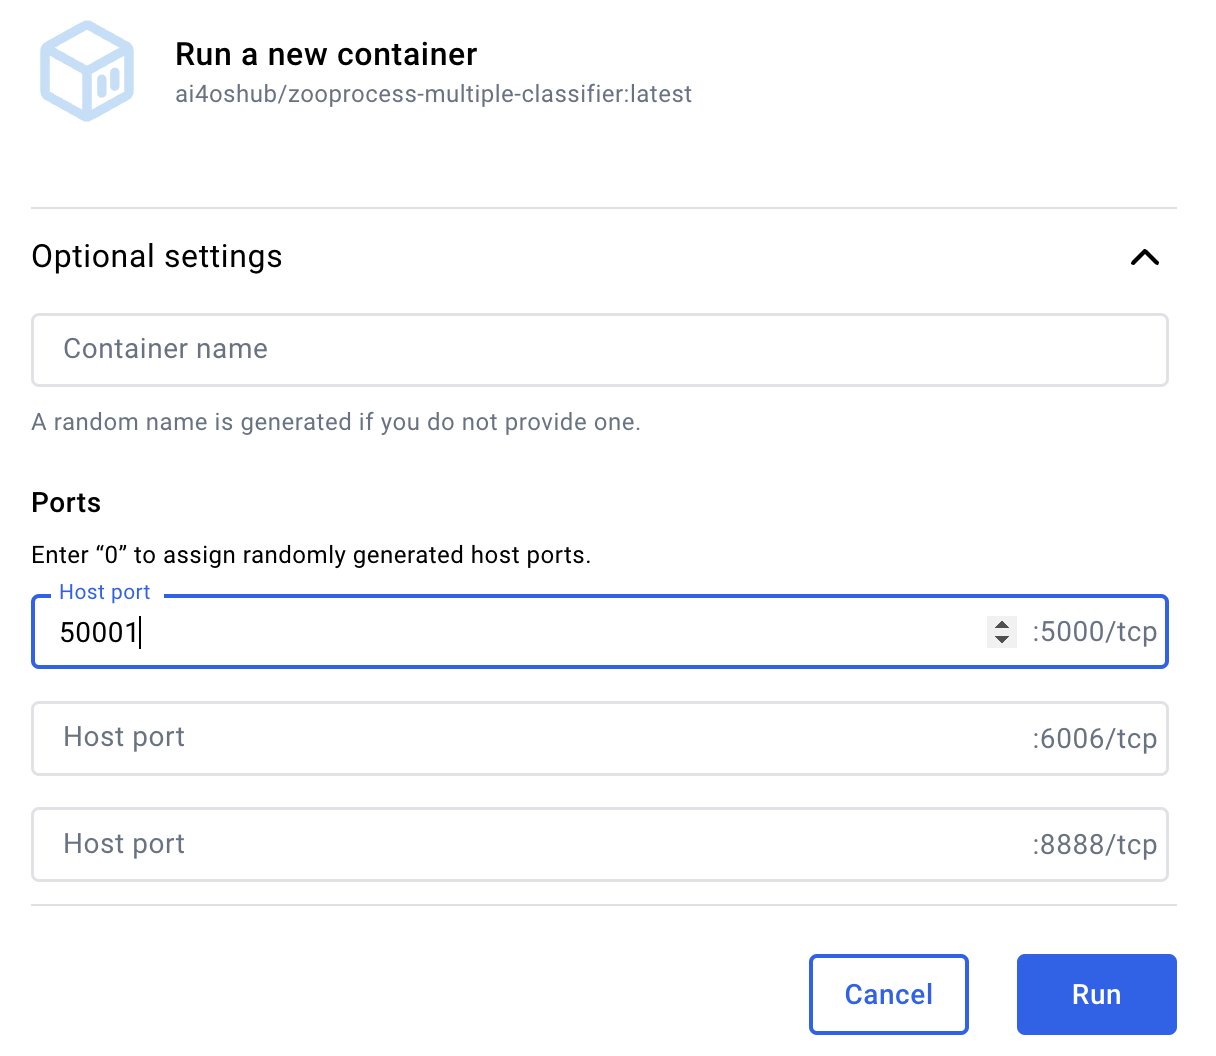 Run a new container
ai4oshub/zooprocess-multiple-classifier:latest
Optional settings
Container name
A random name is generated if you do not provide one.
Ports
Enter “0” to assign randomly generated host ports.
Host port
50001 :5000/tcp
Host port :6006/tcp
Host port :8888/tcp
Cancel Run